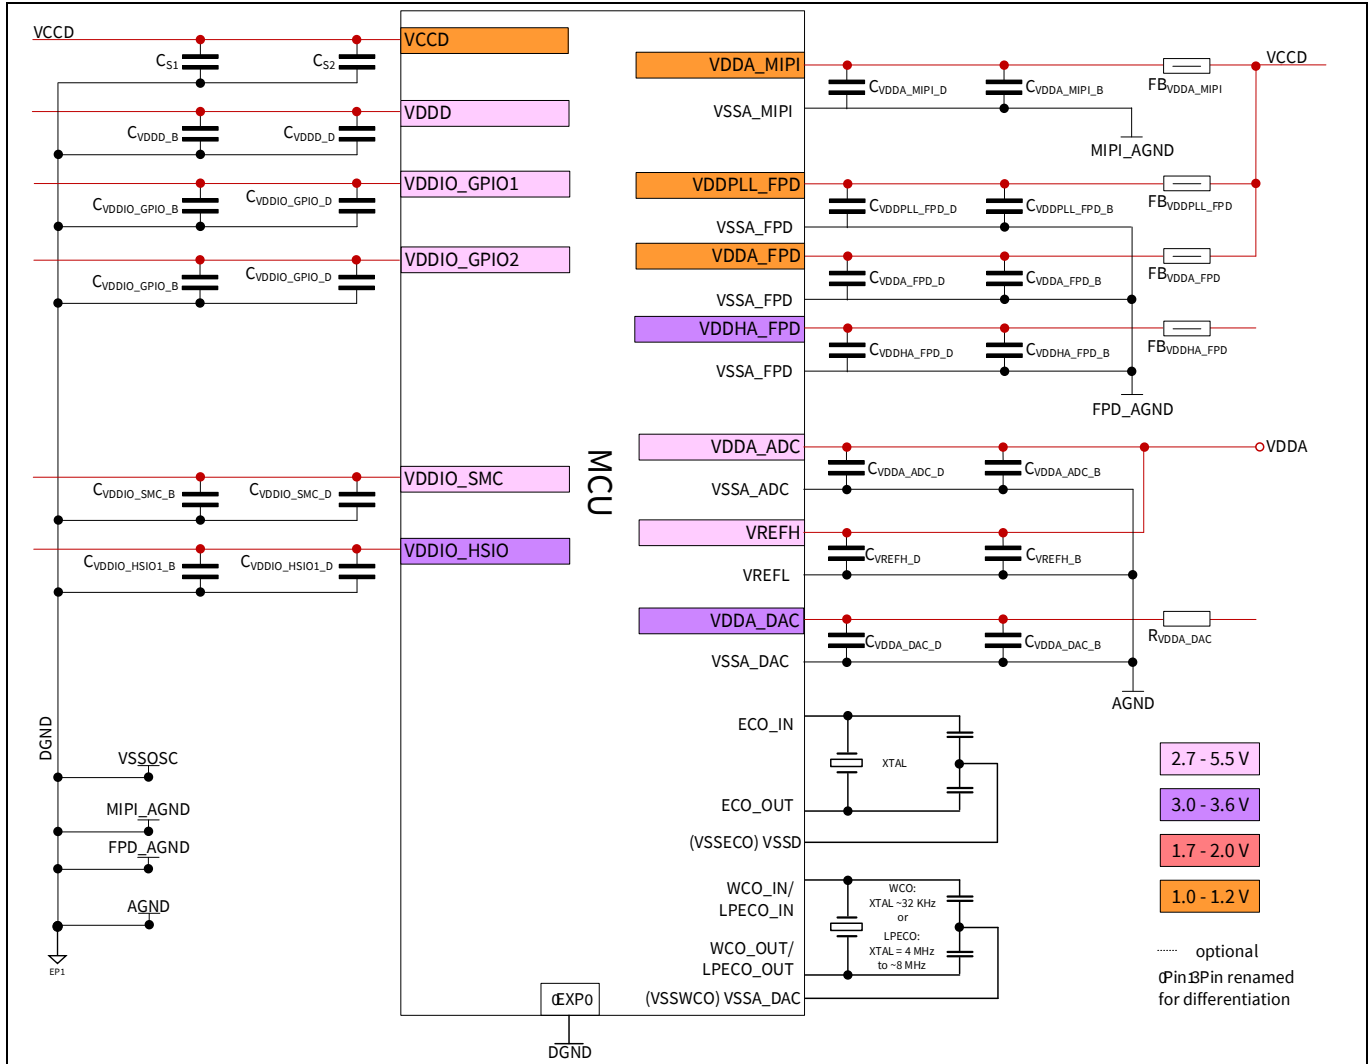 VCCD
VCCD
CS1
CS2
VDDD
CVDDD_B
CVDDD_D
VDDIO_GPIO1
CVDDIO_GPIO_B
CVDDIO_GPIO_D
VDDIO_GPIO2
CVDDIO_GPIO_B
CVDDIO_GPIO_D
VDDIO_SMC
CVDDIO_SMC_B
CVDDIO_SMC_D
VDDIO_HSIO
CVDDIO_HSIO1_B
CVDDIO_HSIO1_D
DGND
VSSOSC
MIPI_AGND
FPD_AGND
AGND
EP1
MCU
VDDA_MIPI
CVDDA_MIPI_D
CVDDA_MIPI_B
FBVDDA_MIPI
VCCD
VSSA_MIPI
MIPI_AGND
VDDPLL_FPD
CVDDPLL_FPD_D
CVDDPLL_FPD_B
FBVDDPLL_FPD
VSSA_FPD
VDDA_FPD
CVDDA_FPD_D
CVDDA_FPD_B
FBVDDA_FPD
VSSA_FPD
VDDHA_FPD
CVDDHA_FPD_D
CVDDHA_FPD_B
FBVDDHA_FPD
VSSA_FPD
FPD_AGND
VDDA_ADC
VDDA
CVDDA_ADC_D
CVDDA_ADC_B
VSSA_ADC
VREFH
CVREFH_D
CVREFH_B
VREFL
VDDA_DAC
CVDDA_DAC_D
CVDDA_DAC_B
RVDDA_DAC
VSSA_DAC
AGND
ECO_IN
XTAL
ECO_OUT
(VSSECO) VSSD
WCO_IN/
LPECO_IN
WCO:
XTAL ~32 KHz
or
LPECO:
XTAL = 4 MHz
to ~8 MHz
WCO_OUT/
LPECO_OUT
(VSSWCO) VSSA_DAC
EXP0
DGND
2.7 - 5.5 V
3.0 - 3.6 V
1.7 - 2.0 V
1.0 - 1.2 V
optional
Pin renamed
for differentiation